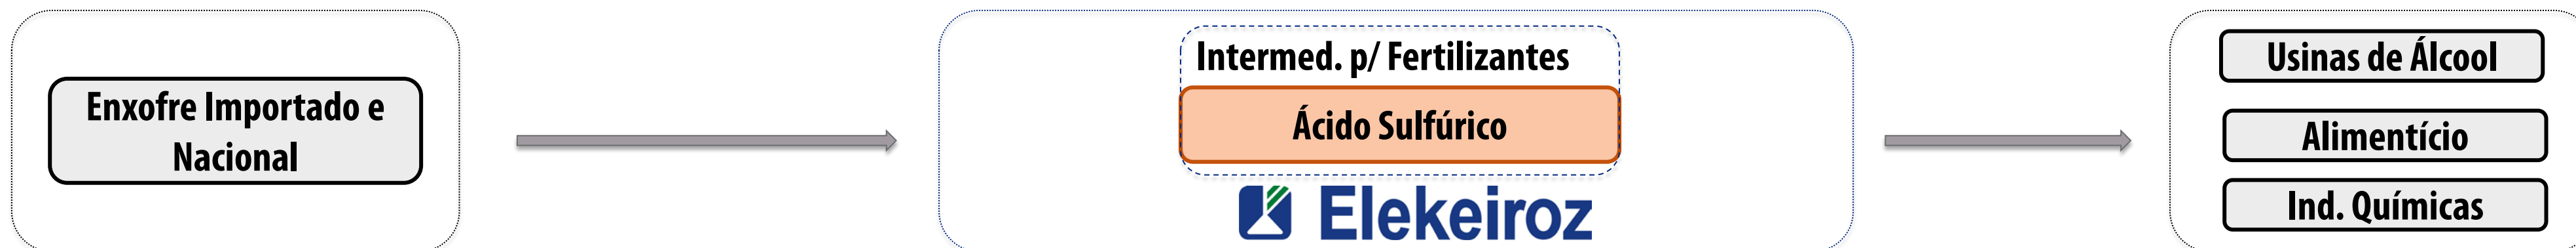 Enxofre Importado e
Nacional
Intermed. p/ Fertilizantes
Ácido Sulfúrico
Elekeiroz
Usinas de Álcool
Alimentício
Ind. Químicas